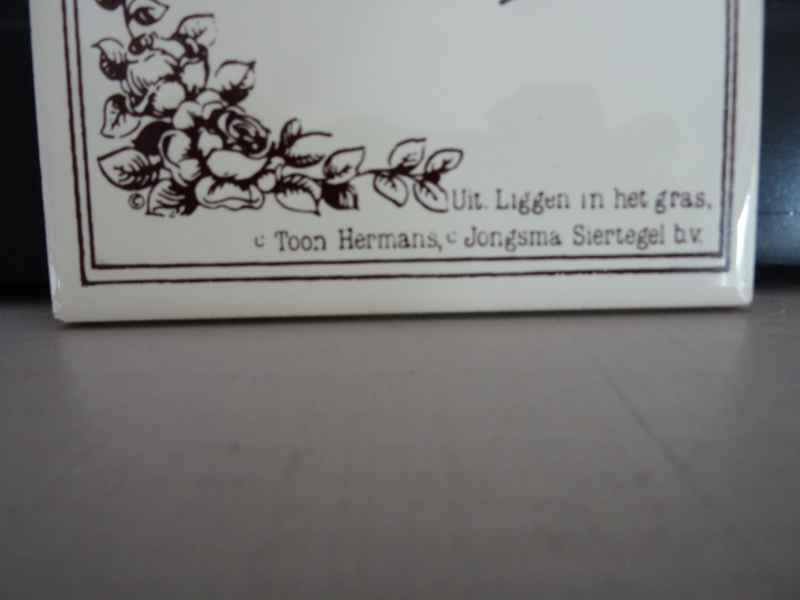 ©Uit. Liggen in het gras,
c Toon Hermans, c Jongsma Siertegel b.v.